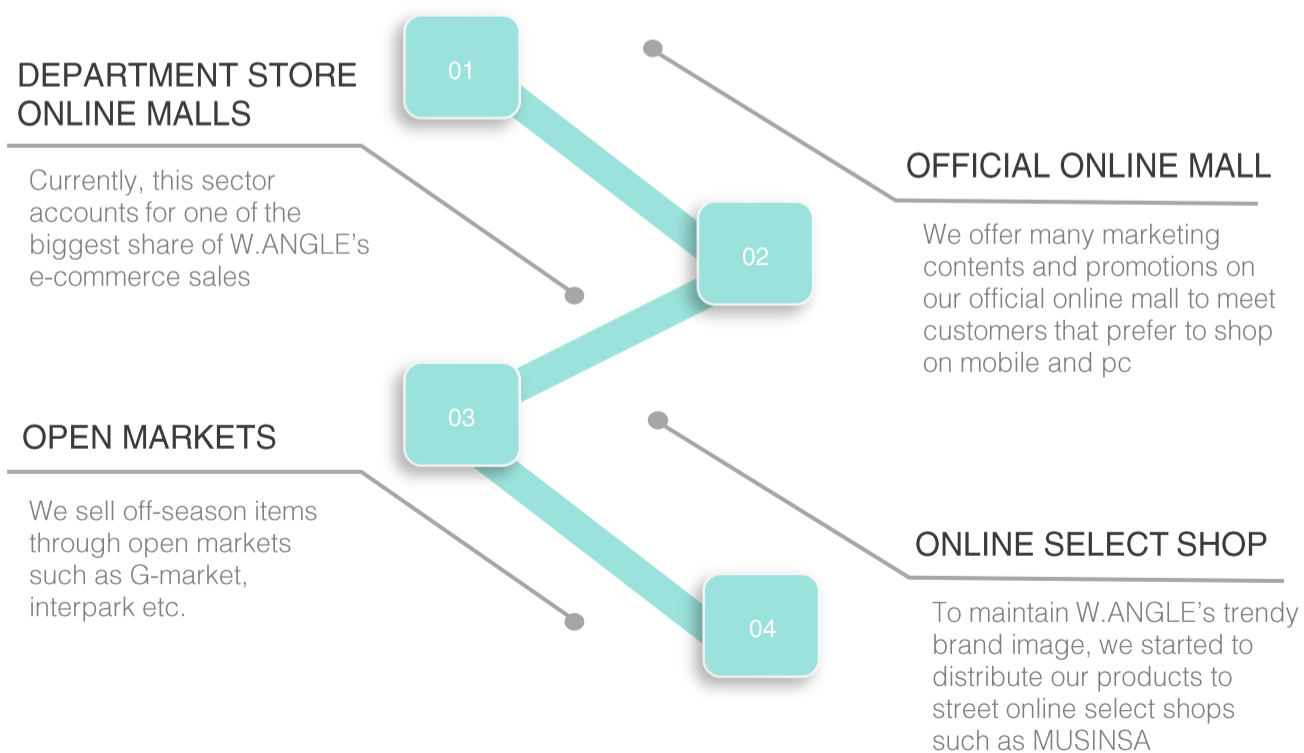 01
DEPARTMENT STORE
ONLINE MALLS
Currently, this sector
accounts for one of the
biggest share of W.ANGLE’s
e-commerce sales
02
OFFICIAL ONLINE MALL
We offer many marketing
contents and promotions on
our official online mall to meet
customers that prefer to shop
on mobile and pc
03
OPEN MARKETS
We sell off-season items
through open markets
such as G-market,
interpark etc.
04
ONLINE SELECT SHOP
To maintain W.ANGLE’s trendy
brand image, we started to
distribute our products to
street online select shops
such as MUSINSA